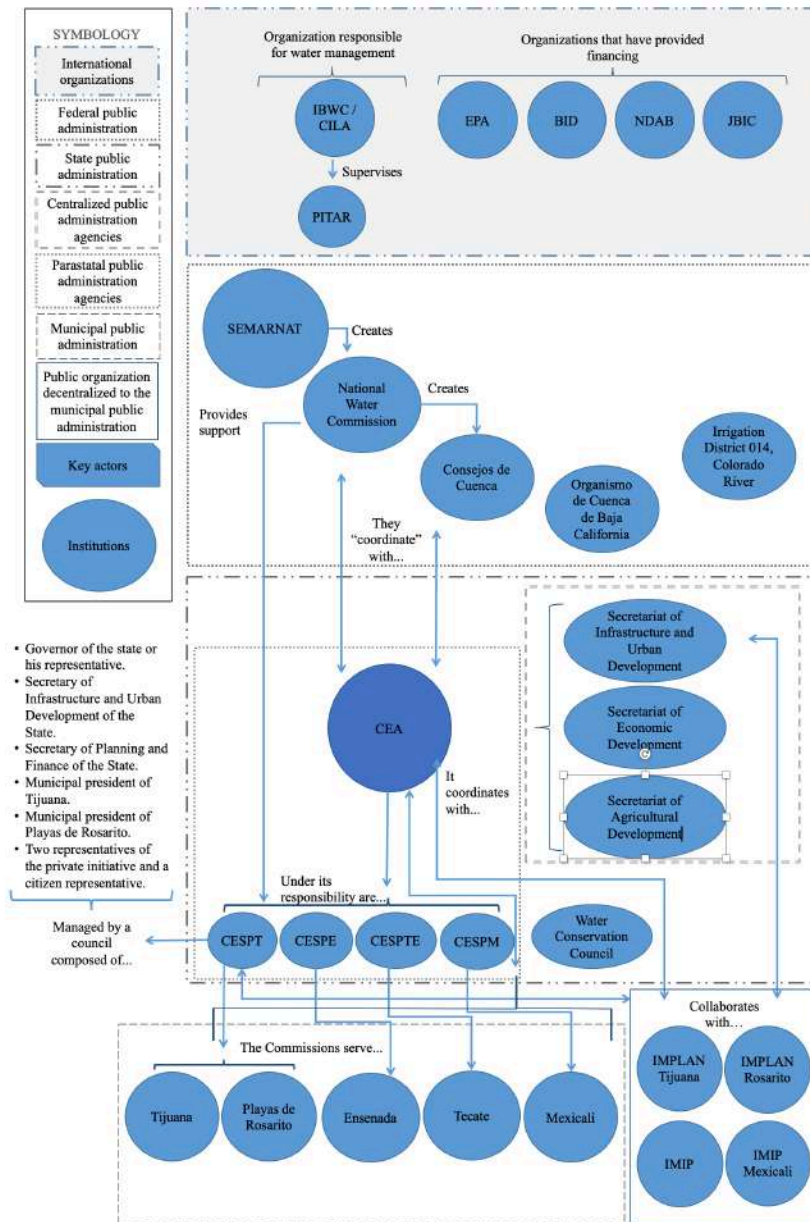 SYMBOLOGY
International
organizations
Federal public
administration
State public
administration
Centralized public
administration
agencies
Parastatal public
administration
agencies
Municipal public
administration
Public organization
decentralized to the
municipal public
administration
Key actors
Institutions
Organization responsible
for water management
Organizations that have provided
financing
IBWC /
CILA
EPA
BID
NDAB
JBIC
Supervises
PITAR
SEMARNAT
Creates
National
Water
Commission
Creates
Provides
support
Consejos de
Cuenca
Organismo
de Cuenca
de Baja
California
Irrigation
District 014,
Colorado
River
They
“coordinate”
with...
• Governor of the state or
his representative.
• Secretary of
Infrastructure and Urban
Development of the
State.
• Secretary of Planning and
Finance of the State.
• Municipal president of
Tijuana.
• Municipal president of
Playas de Rosarito.
• Two representatives of
the private initiative and a
citizen representative.
Managed by a
council
composed of...
CEA
It
coordinates
with...
Secretariat of
Infrastructure and
Urban
Development
Secretariat of
Economic
Development
Secretariat of
Agricultural
Development
Under its
responsibility are...
CESPT
CESPE
CESPTE
CESPM
Water
Conservation
Council
The Commissions serve...
Tijuana
Playas de
Rosarito
Ensenada
Tecate
Mexicali
Collaborates
with…
IMPLAN
Tijuana
IMPLAN
Rosarito
IMIP
IMIP
Mexicali